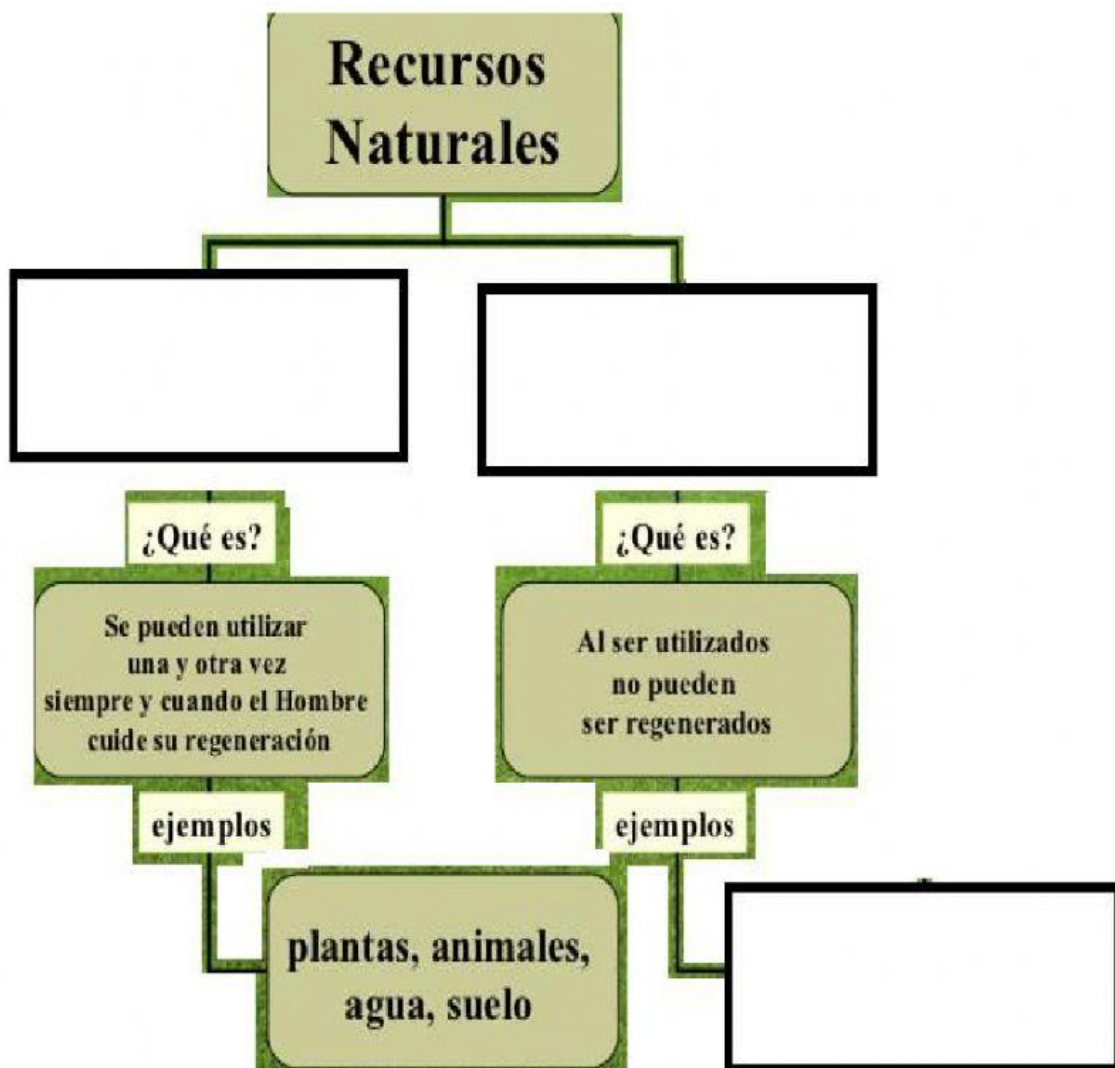 Recursos
Naturales
¿Qué es?
¿Qué es?
Se pueden utilizar
una y otra vez
siempre y cuando el Hombre
cuide su regeneración
Al ser utilizados
no pueden
ser regenerados
ejemplos
ejemplos
plantas, animales,
agua, suelo